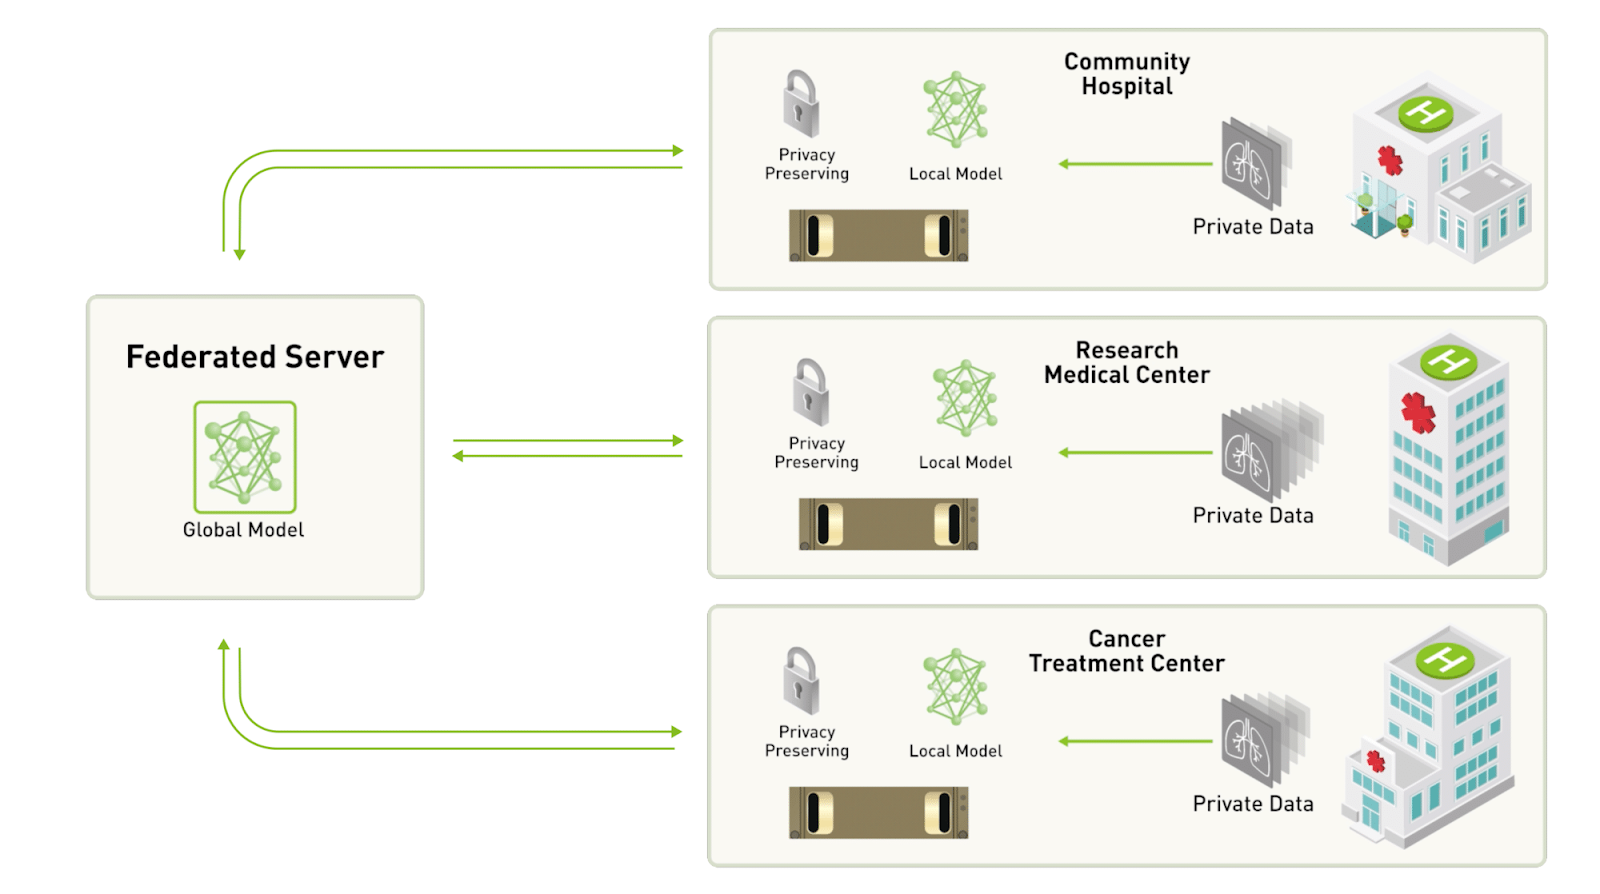 Federated Server
Global Model
Community
Hospital
Privacy
Preserving
Local Model
Private Data
H
Research
Medical Center
Privacy
Preserving
Local Model
Private Data
H
Cancer
Treatment Center
Privacy
Preserving
Local Model
Private Data
H